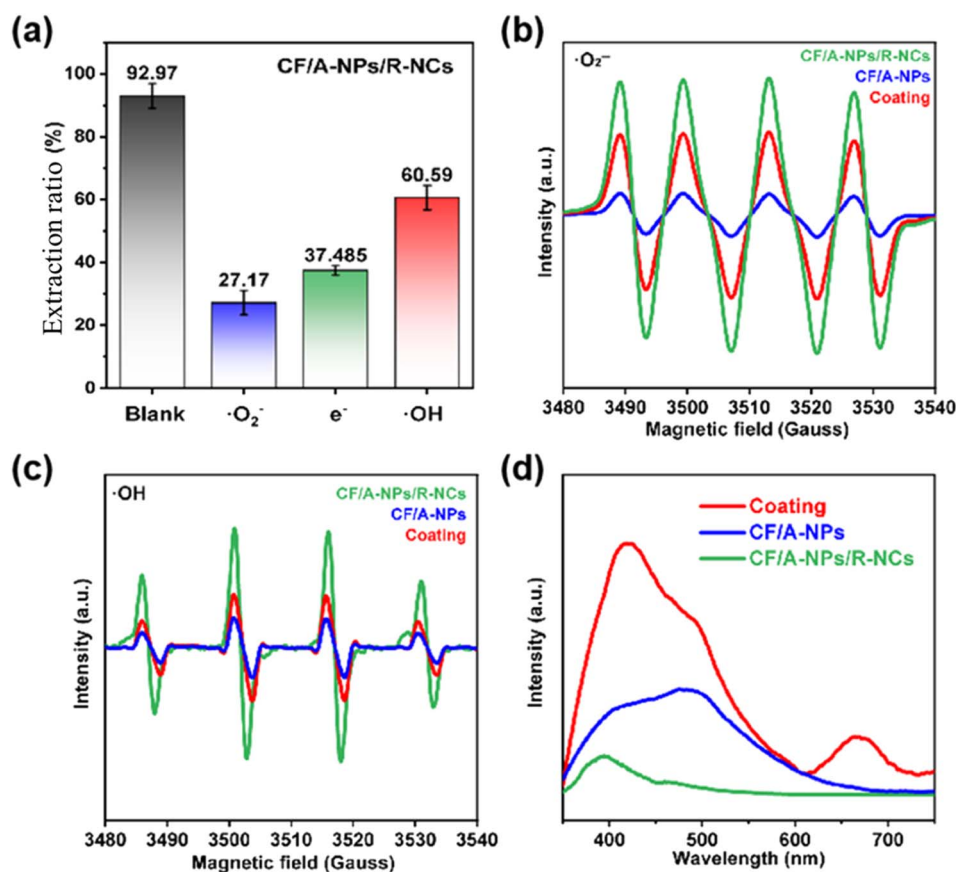 (a)
CF/A-NPs/R-NCs
Extraction ratio (%)
100
80
60
40
20
0
92.97
27.17
37.485
60.59
Blank
·O₂⁻
e⁻
·OH
(b)
·O₂⁻
CF/A-NPs/R-NCs
CF/A-NPs
Coating
Intensity (a.u.)
3480 3490 3500 3510 3520 3530 3540
Magnetic field (Gauss)
(c)
·OH
CF/A-NPs/R-NCs
CF/A-NPs
Coating
Intensity (a.u.)
3480 3490 3500 3510 3520 3530 3540
Magnetic field (Gauss)
(d)
Coating
CF/A-NPs
CF/A-NPs/R-NCs
Intensity (a.u.)
400 500 600 700
Wavelength (nm)